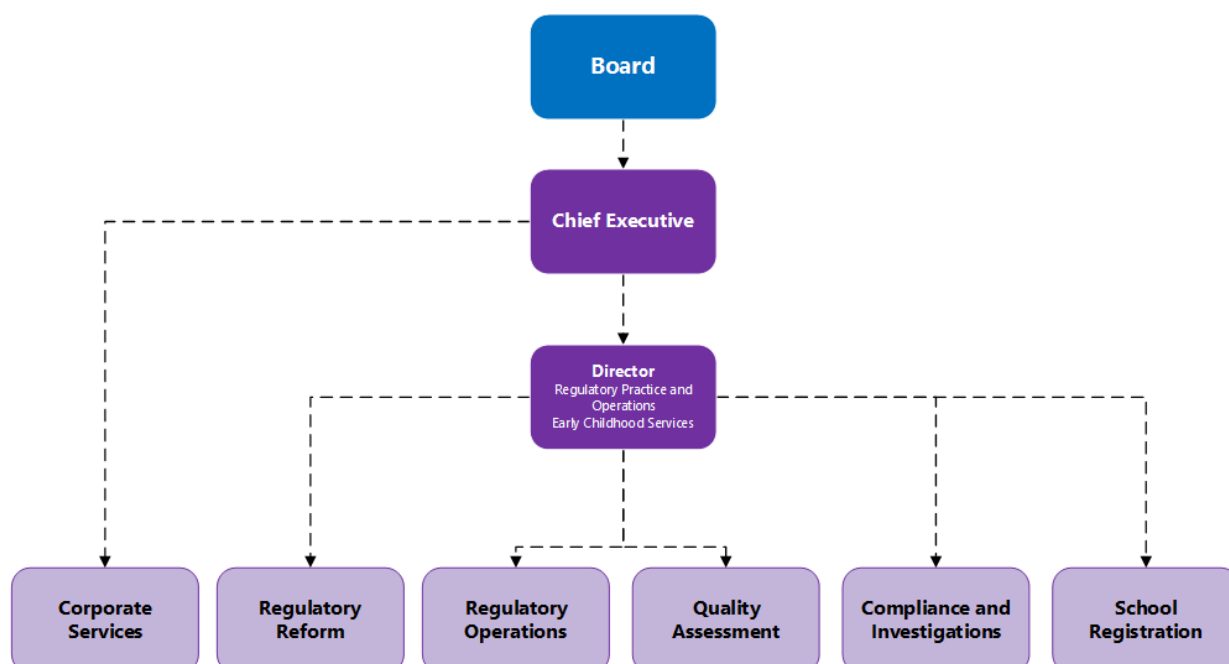 Board
Chief Executive
Director
Regulatory Practice and
Operations
Early Childhood Services
Corporate
Services
Regulatory
Reform
Regulatory
Operations
Quality
Assessment
Compliance and
Investigations
School
Registration